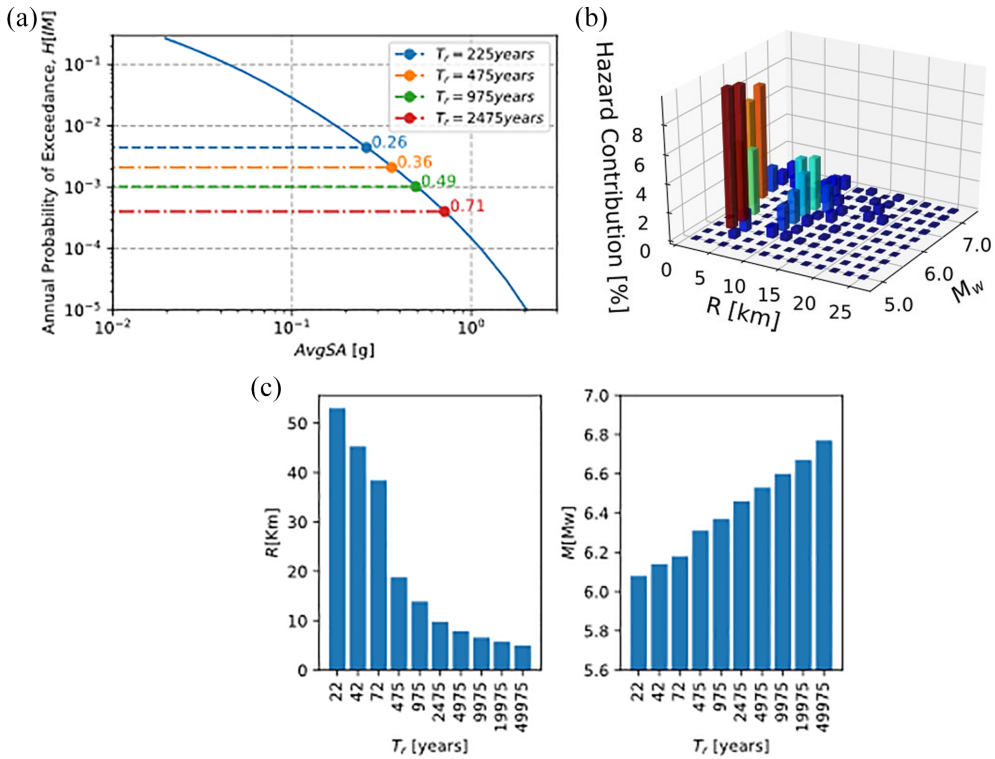 (a)
Annual Probability of Exceedance, H[IM]
10⁻¹
10⁻²
10⁻³
10⁻⁴
10⁻⁵
T_r = 225years
T_r = 475years
T_r = 975years
T_r = 2475years
0.26
0.36
0.49
0.71
10⁻² 10⁻¹ 10⁰
AvgSA [g]
(b)
Hazard Contribution [%]
8
6
4
2
0
0 5 10 15 20 25
R [km]
5.0 6.0 7.0
M_w
(c)
R[Km]
50
40
30
20
10
0
22 42 72 475 975 2475 4975 9975 19975 49975
T_r [years]
M[Mw]
7.0
6.8
6.6
6.4
6.2
6.0
5.8
5.6
22 42 72 475 975 2475 4975 9975 19975 49975
T_r [years]